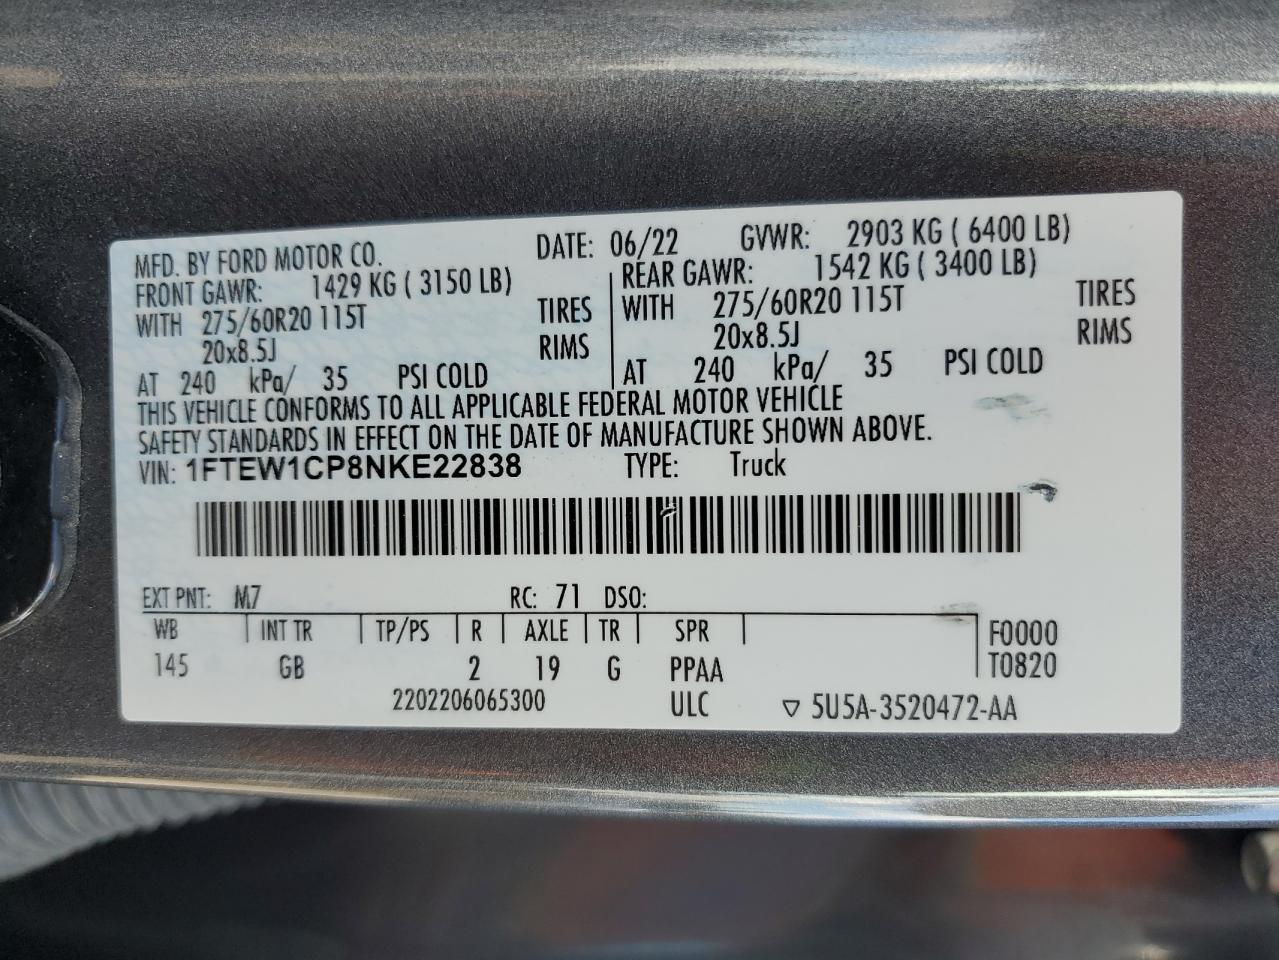 MFD. BY FORD MOTOR CO. DATE: 06/22 GVWR: 2903 KG ( 6400 LB)
FRONT GAWR: 1429 KG ( 3150 LB)
WITH 275/60R20 115T TIRES
20x8.5J RIMS
AT 240 kPa/ 35 PSI COLD
REAR GAWR: 1542 KG ( 3400 LB)
WITH 275/60R20 115T TIRES
20x8.5J RIMS
AT 240 kPa/ 35 PSI COLD
THIS VEHICLE CONFORMS TO ALL APPLICABLE FEDERAL MOTOR VEHICLE
SAFETY STANDARDS IN EFFECT ON THE DATE OF MANUFACTURE SHOWN ABOVE.
VIN: 1FTEW1CP8NKE22838 TYPE: Truck
EXT PNT: M7 RC: 71 DSO:
WB INT TR TP/PS R AXLE TR SPR F0000
145 GB 2 19 G PPAA T0820
2202206065300 ULC ▽ 5U5A-3520472-AA